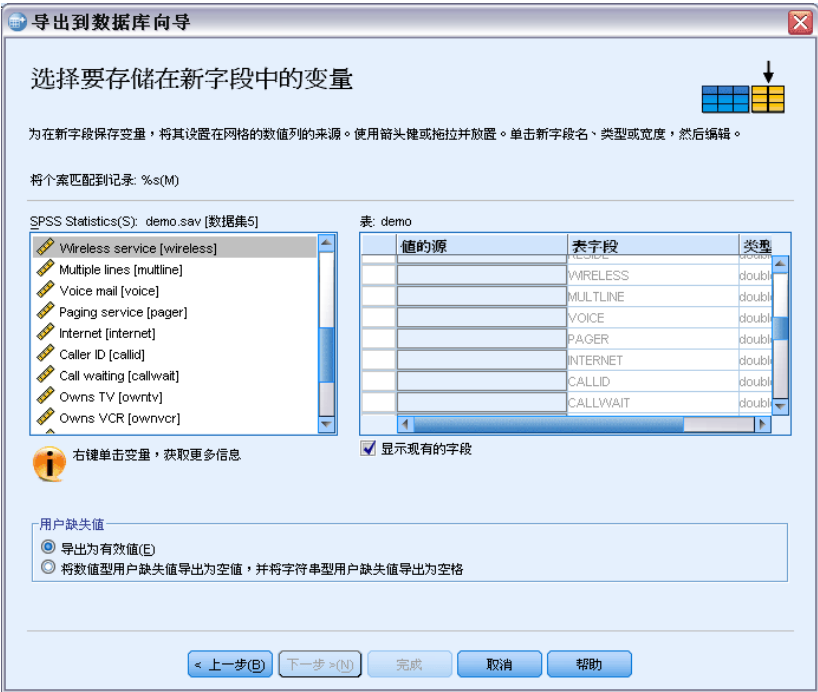 导出到数据库向导
选择要存储在新字段中的变量
为在新字段保存变量，将其设置在网格的数值列的来源。使用箭头键或拖拉并放置。单击新字段名、类型或宽度，然后编辑。
将个案匹配到记录: %s(M)
SPSS Statistics(S): demo.sav [数据集5]
Wireless service [wireless]
Multiple lines [multline]
Voice mail [voice]
Paging service [pager]
Internet [internet]
Caller ID [callid]
Call waiting [callwait]
Owns TV [owntv]
Owns VCR [ownvcr]
右键单击变量，获取更多信息
表: demo
值的源 表字段 类型
RESIDE double
WIRELESS double
MULTLINE double
VOICE double
PAGER double
INTERNET double
CALLID double
CALLWAIT double
显示现有的字段
用户缺失值
导出为有效值(E)
将数值型用户缺失值导出为空值，并将字符串型用户缺失值导出为空格
< 上一步(B) 下一步 >(N) 完成 取消 帮助